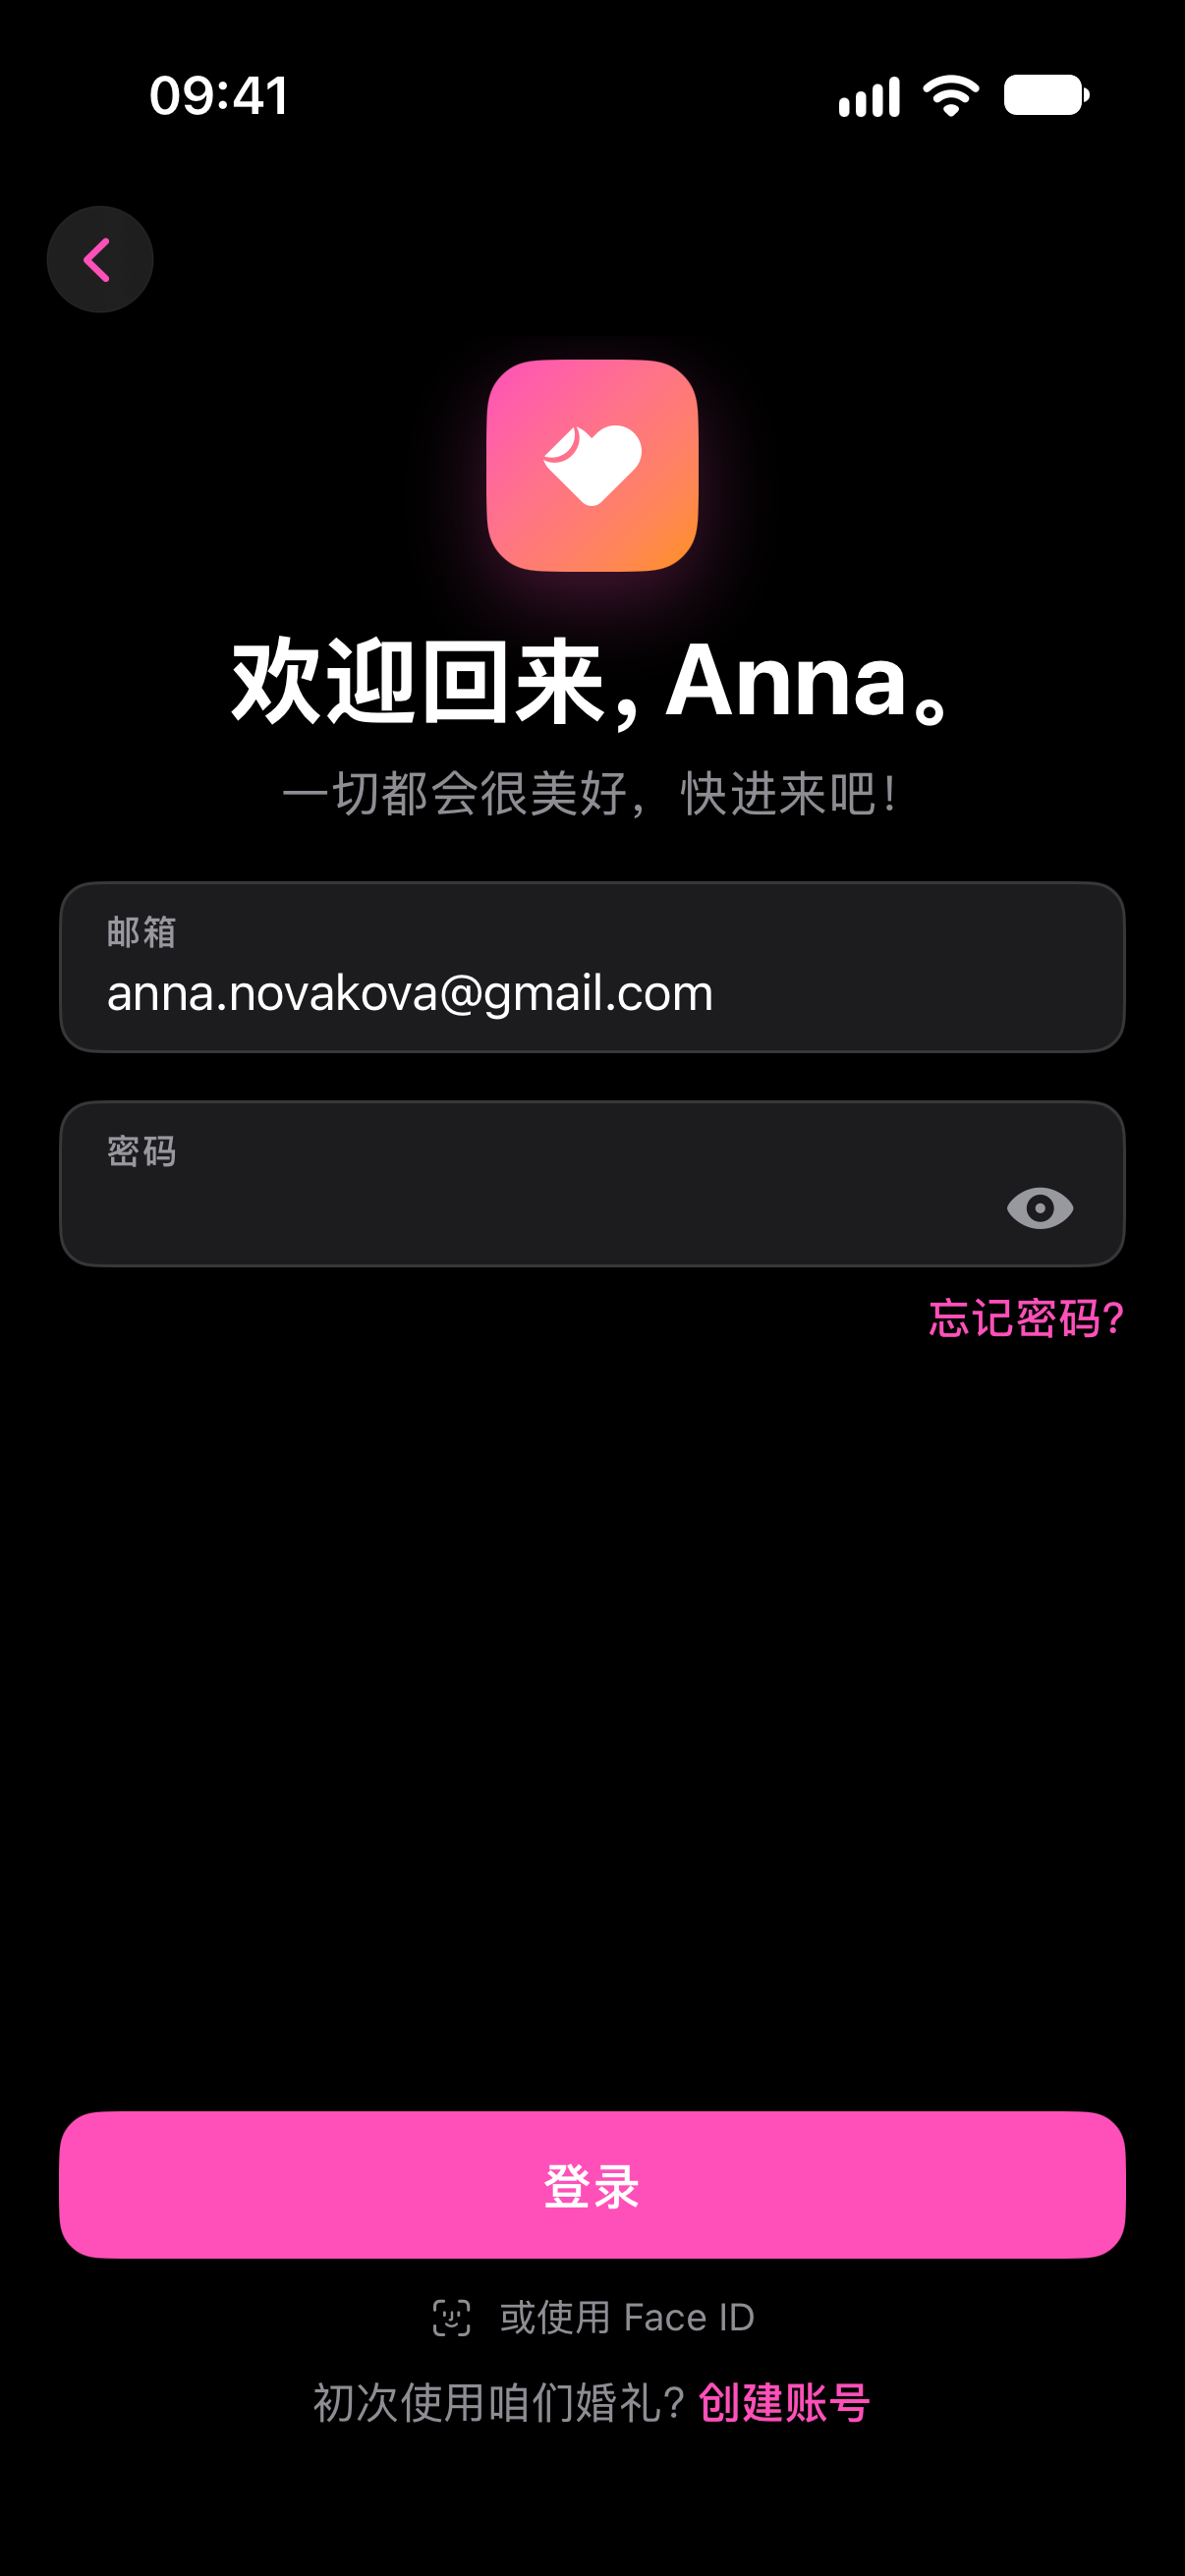 09:41
欢迎回来，Anna。
一切都会很美好，快进来吧！
邮箱
anna.novakova@gmail.com
密码
忘记密码？
登录
或使用 Face ID
初次使用咱们婚礼？创建账号